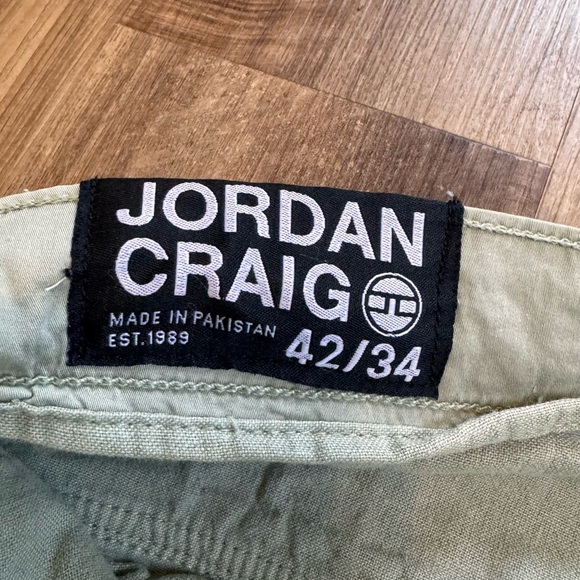 JORDAN
CRAIG
MADE IN PAKISTAN
EST. 1989
42/34